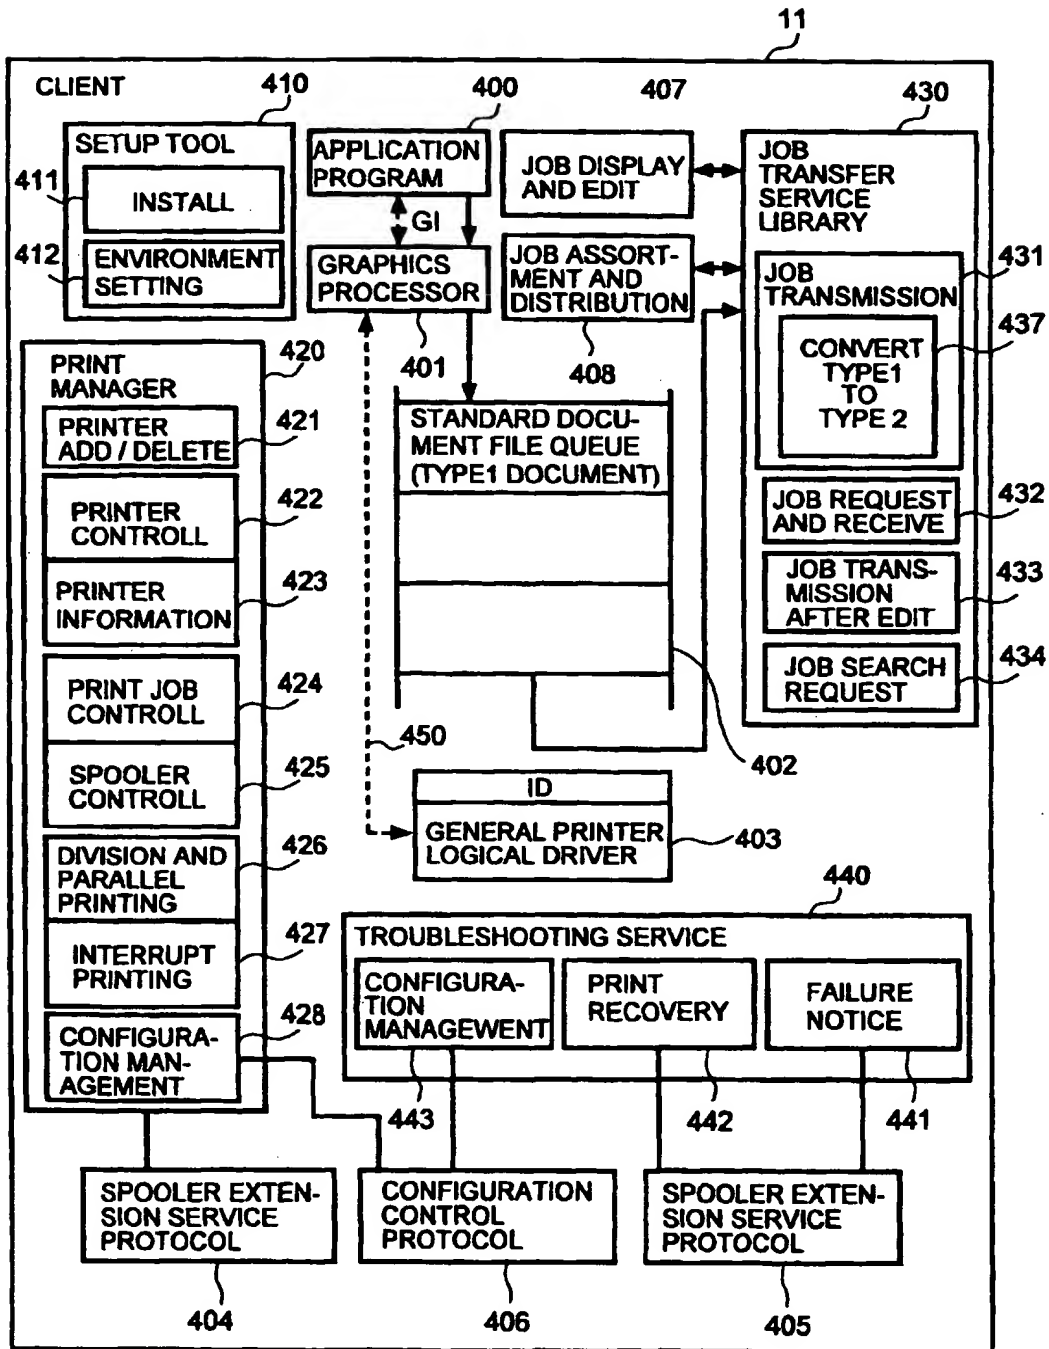 11
CLIENT
410
400
407
430
SETUP TOOL
411
INSTALL
412
ENVIRONMENT
SETTING
APPLICATION
PROGRAM
GI
GRAPHICS
PROCESSOR
401
JOB DISPLAY
AND EDIT
JOB ASSORT-
MENT AND
DISTRIBUTION
408
JOB
TRANSFER
SERVICE
LIBRARY
431
JOB
TRANSMISSION
437
CONVERT
TYPE1
TO
TYPE 2
JOB REQUEST
AND RECEIVE
432
JOB TRANS-
MISSION
AFTER EDIT
433
JOB SEARCH
REQUEST
434
PRINT
MANAGER
420
PRINTER
ADD / DELETE
421
PRINTER
CONTROLL
422
PRINTER
INFORMATION
423
PRINT JOB
CONTROLL
424
SPOOLER
CONTROLL
425
DIVISION AND
PARALLEL
PRINTING
426
INTERRUPT
PRINTING
427
CONFIGURA-
TION MAN-
AGEMENT
428
STANDARD DOCU-
MENT FILE QUEUE
(TYPE1 DOCUMENT)
450
402
ID
GENERAL PRINTER
LOGICAL DRIVER
403
440
TROUBLESHOOTING SERVICE
CONFIGURA-
TION
MANAGEWENT
PRINT
RECOVERY
FAILURE
NOTICE
443
442
441
SPOOLER EXTEN-
SION SERVICE
PROTOCOL
CONFIGURATION
CONTROL
PROTOCOL
SPOOLER EXTEN-
SION SERVICE
PROTOCOL
404
406
405